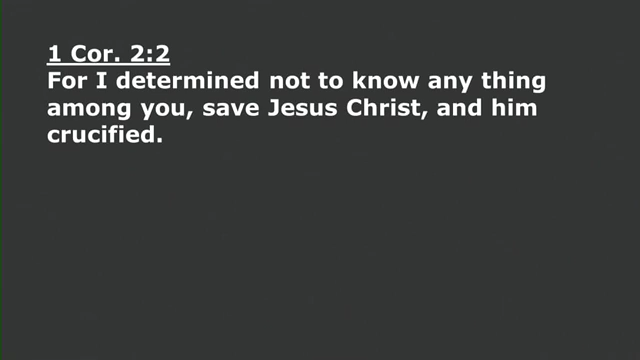 1 Cor. 2:2
For I determined not to know any thing
among you, save Jesus Christ, and him
crucified.